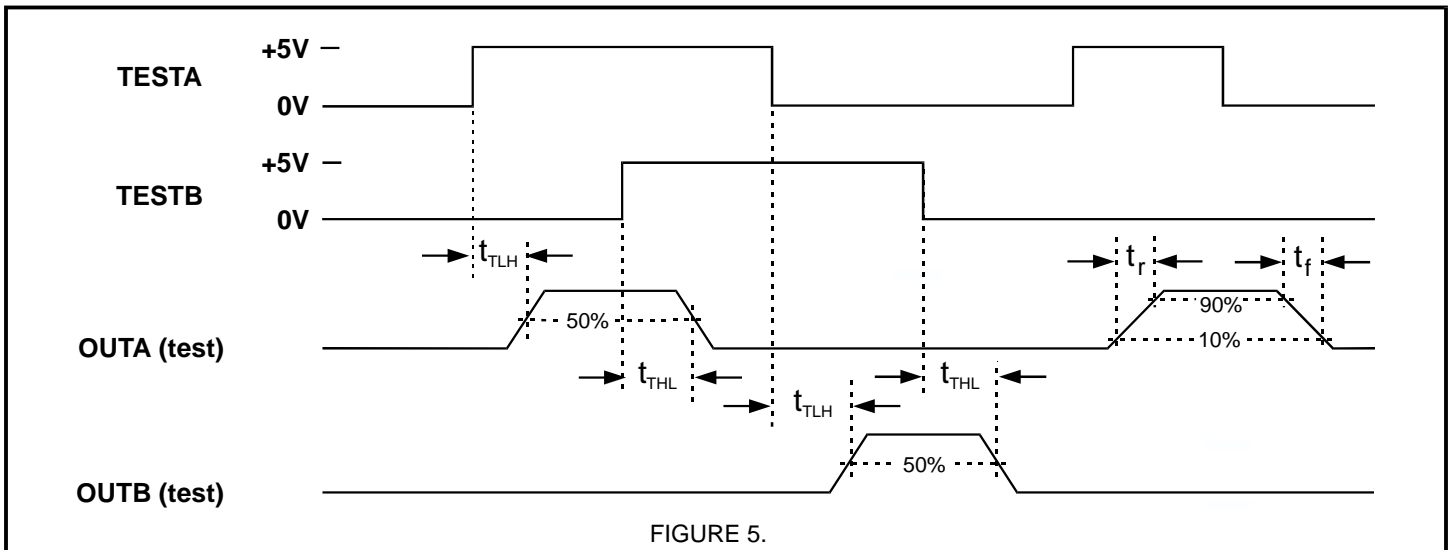 +5V
TESTA
0V
+5V
TESTB
0V
tTLH
tr
tf
90%
50%
10%
OUTA (test)
tTHL
tTHL
tTLH
50%
OUTB (test)
FIGURE 5.